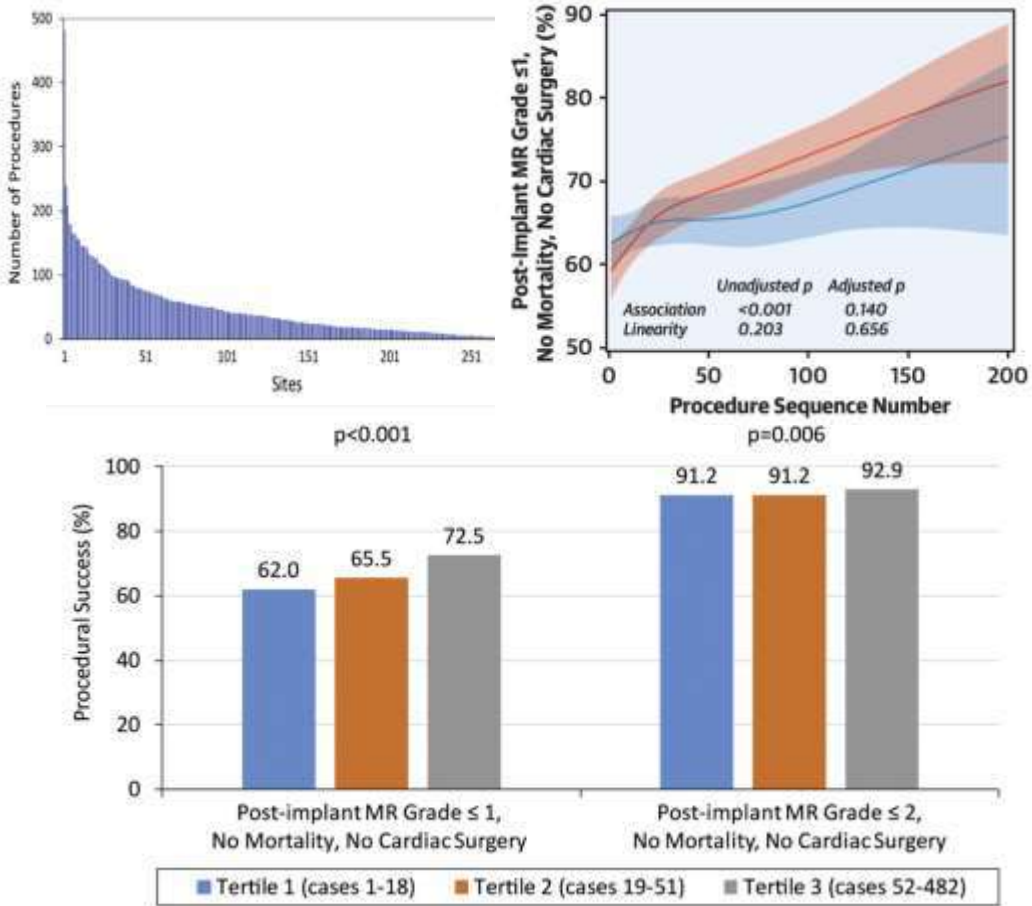 500
400
300
200
100
0
Number of Procedures
1 51 101 151 201 251
Sites
90
80
70
60
50
Post-Implant MR Grade ≤1,
No Mortality, No Cardiac Surgery (%)
Unadjusted p Adjusted p
Association <0.001 0.140
Linearity 0.203 0.656
0 50 100 150 200
Procedure Sequence Number
p<0.001 p=0.006
100
80
60
40
20
0
Procedural Success (%)
62.0 65.5 72.5 91.2 91.2 92.9
Post-implant MR Grade ≤ 1,
No Mortality, No Cardiac Surgery
Post-implant MR Grade ≤ 2,
No Mortality, No Cardiac Surgery
Tertile 1 (cases 1-18) Tertile 2 (cases 19-51) Tertile 3 (cases 52-482)